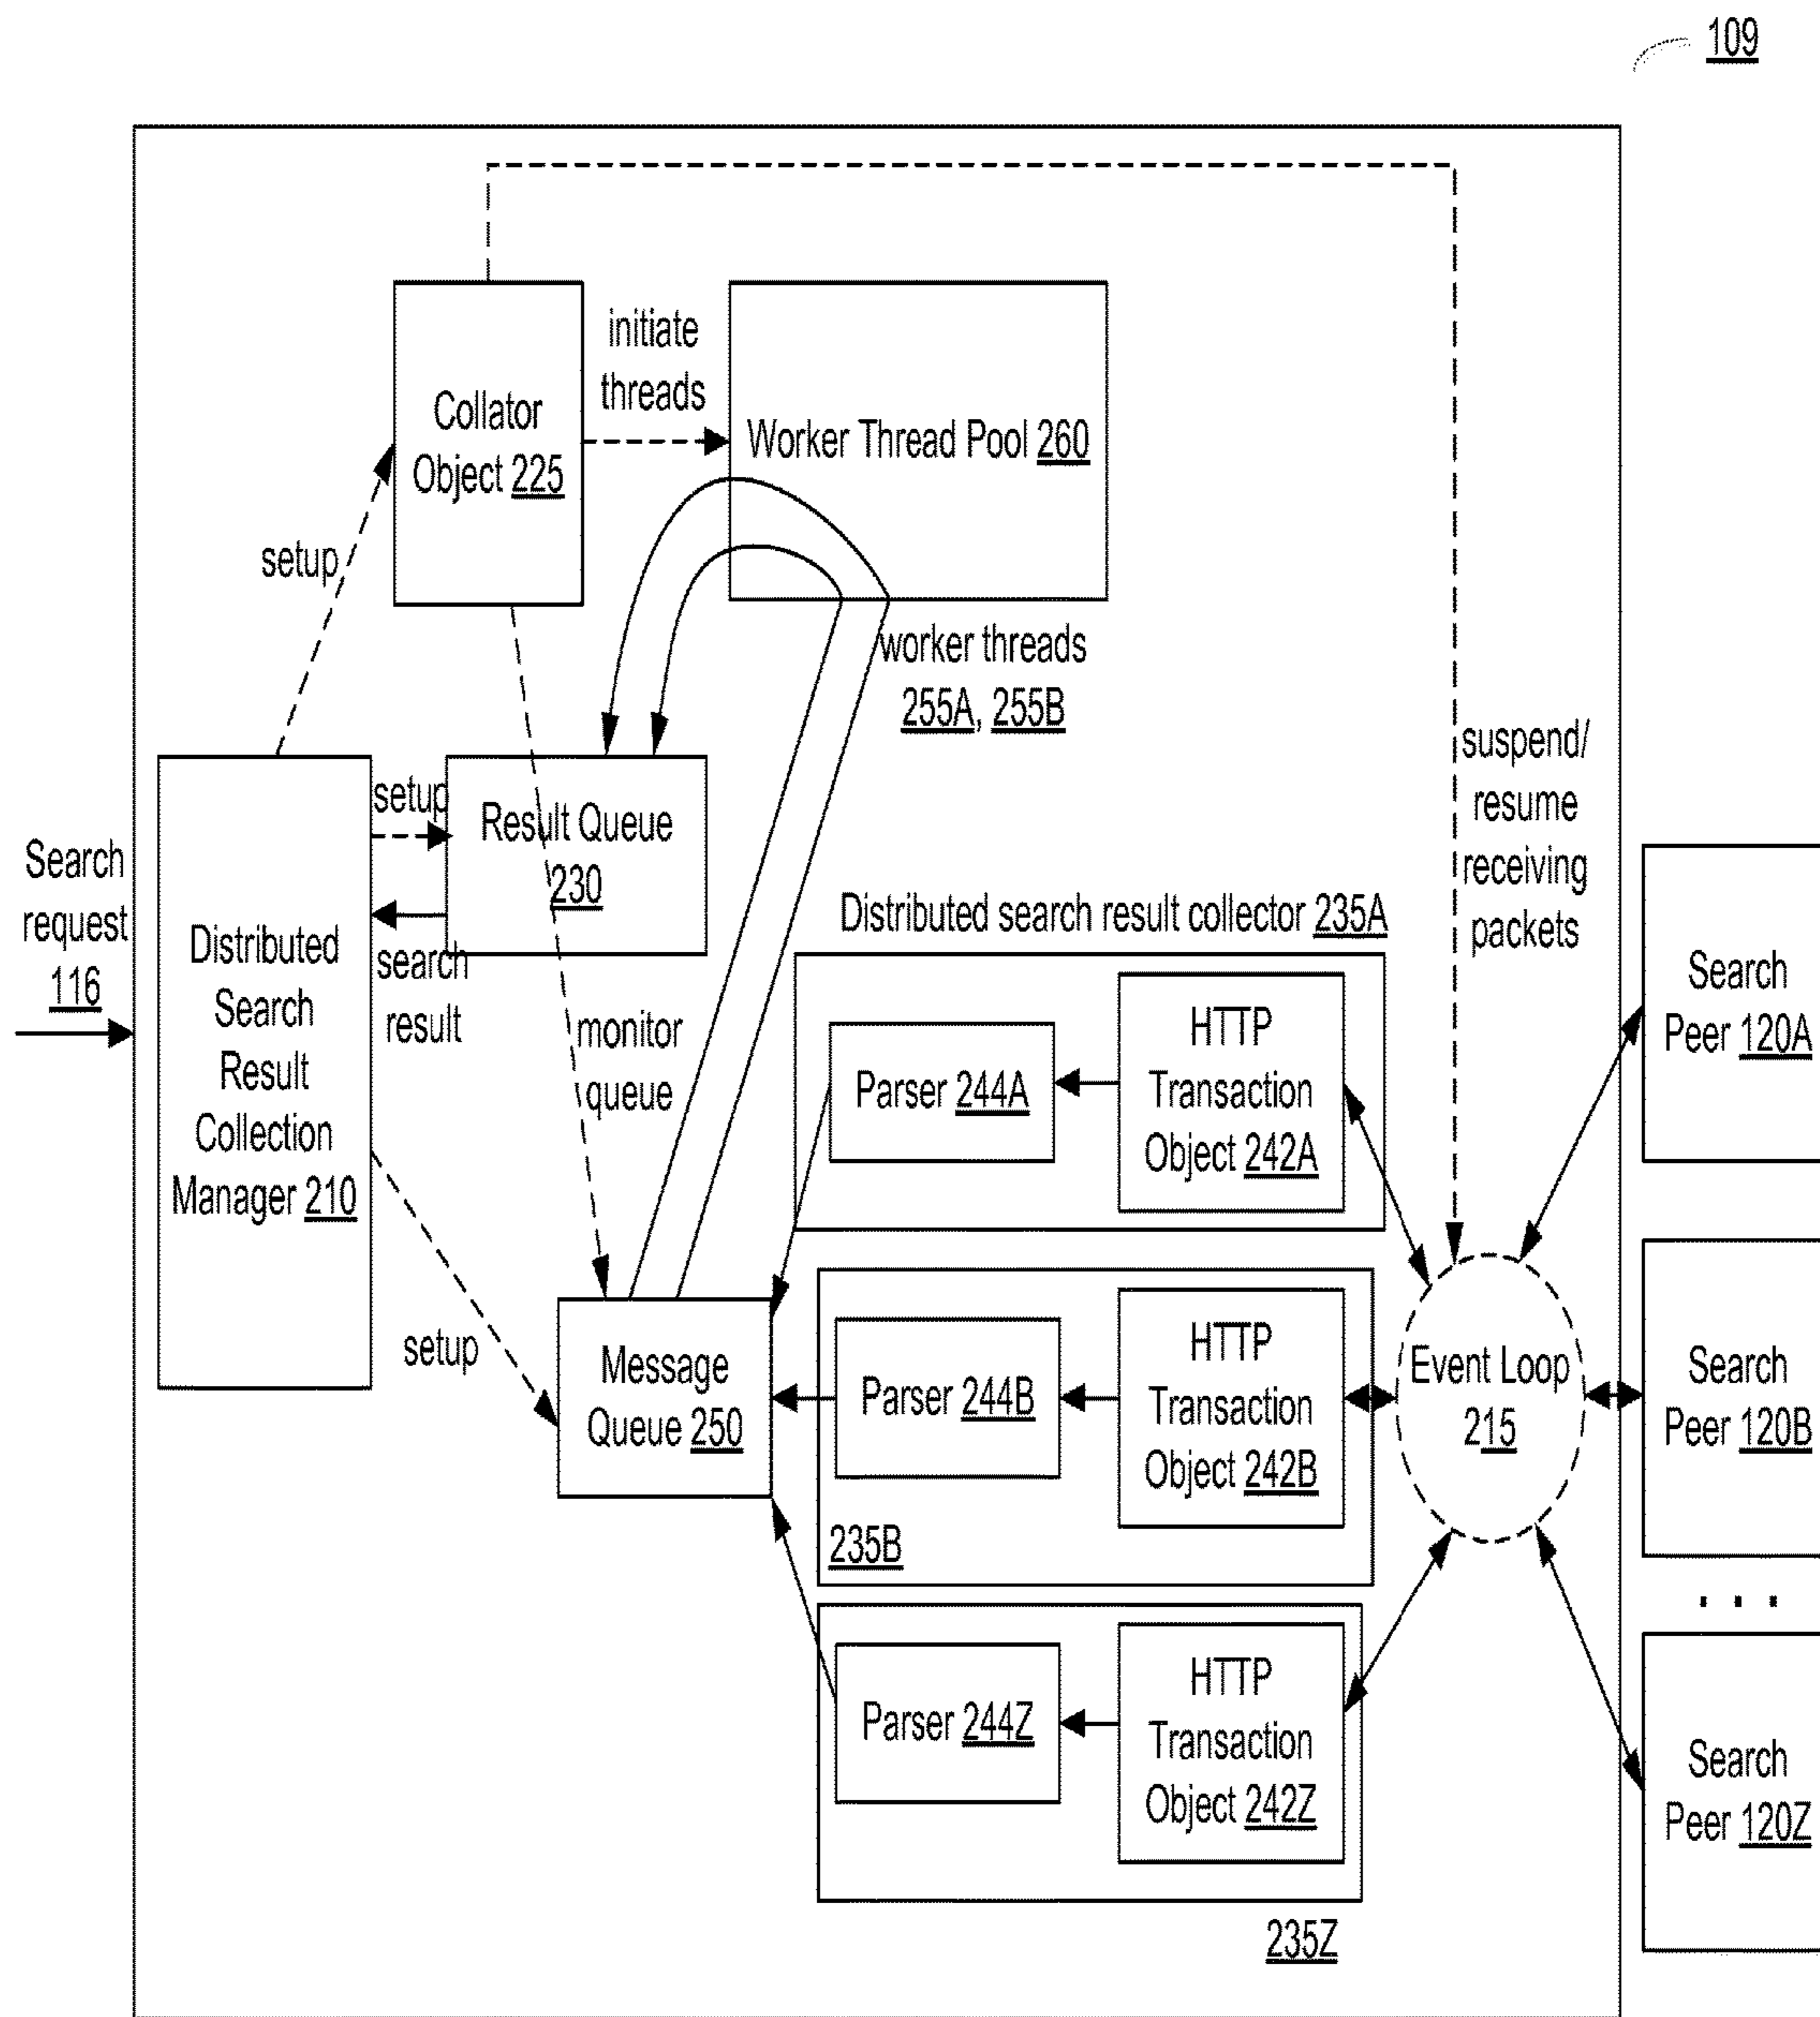 109
initiate
threads
Collator
Object 225
Worker Thread Pool 260
setup
worker threads
255A, 255B
suspend/
resume
receiving
packets
setup
Result Queue
230
Search
request
116
search
result
Distributed
Search
Result
Collection
Manager 210
monitor
queue
Distributed search result collector 235A
HTTP
Transaction
Object 242A
Parser 244A
Search
Peer 120A
setup
Message
Queue 250
Parser 244B
HTTP
Transaction
Object 242B
235B
Event Loop
215
Search
Peer 120B
. . .
Parser 244Z
HTTP
Transaction
Object 242Z
235Z
Search
Peer 120Z